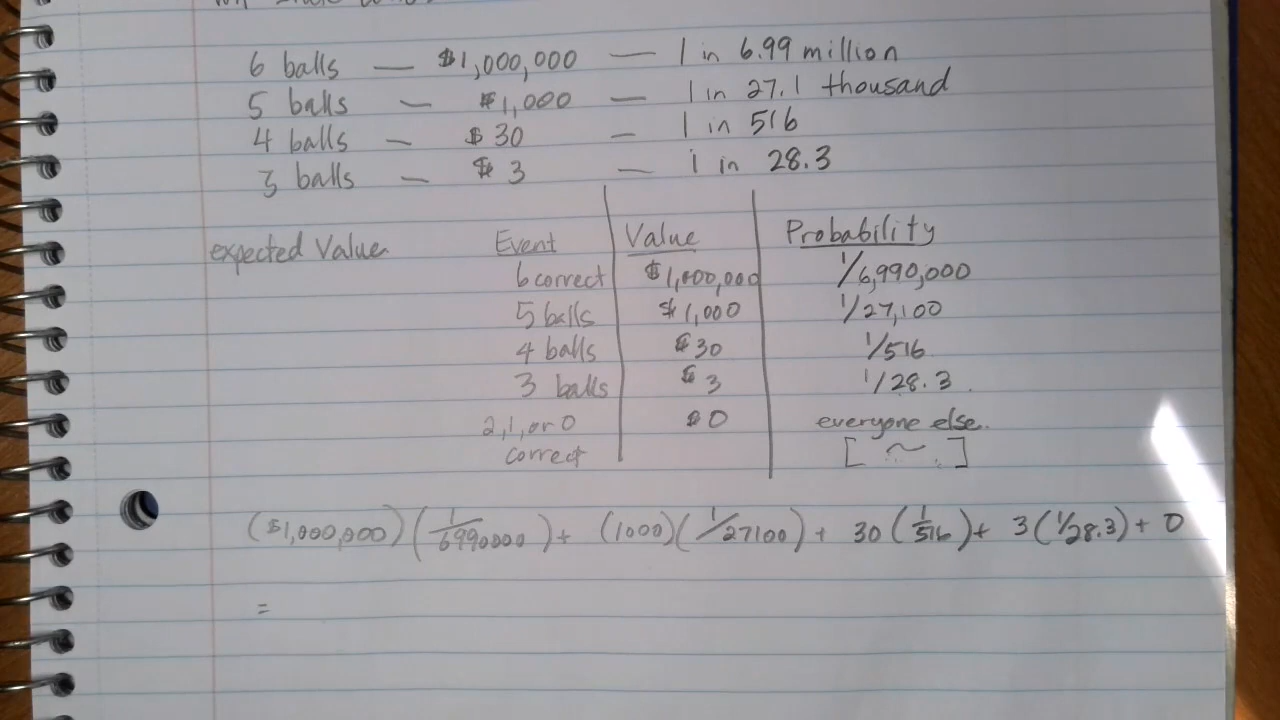 6 balls — $1,000,000 — 1 in 6.99 million
5 balls — $1,000 — 1 in 27.1 thousand
4 balls — $30 — 1 in 516
3 balls — $3 — 1 in 28.3
expected Value Event Value Probability
6 correct $1,000,000 1/6,990,000
5 balls $1,000 1/27,100
4 balls $30 1/516
3 balls $3 1/28.3
2,1,or 0 $0 everyone else.
correct [ ~ ]
($1,000,000)(1/6990000)+ (1000)(1/27100)+ 30(1/516)+ 3(1/28.3)+ 0
=